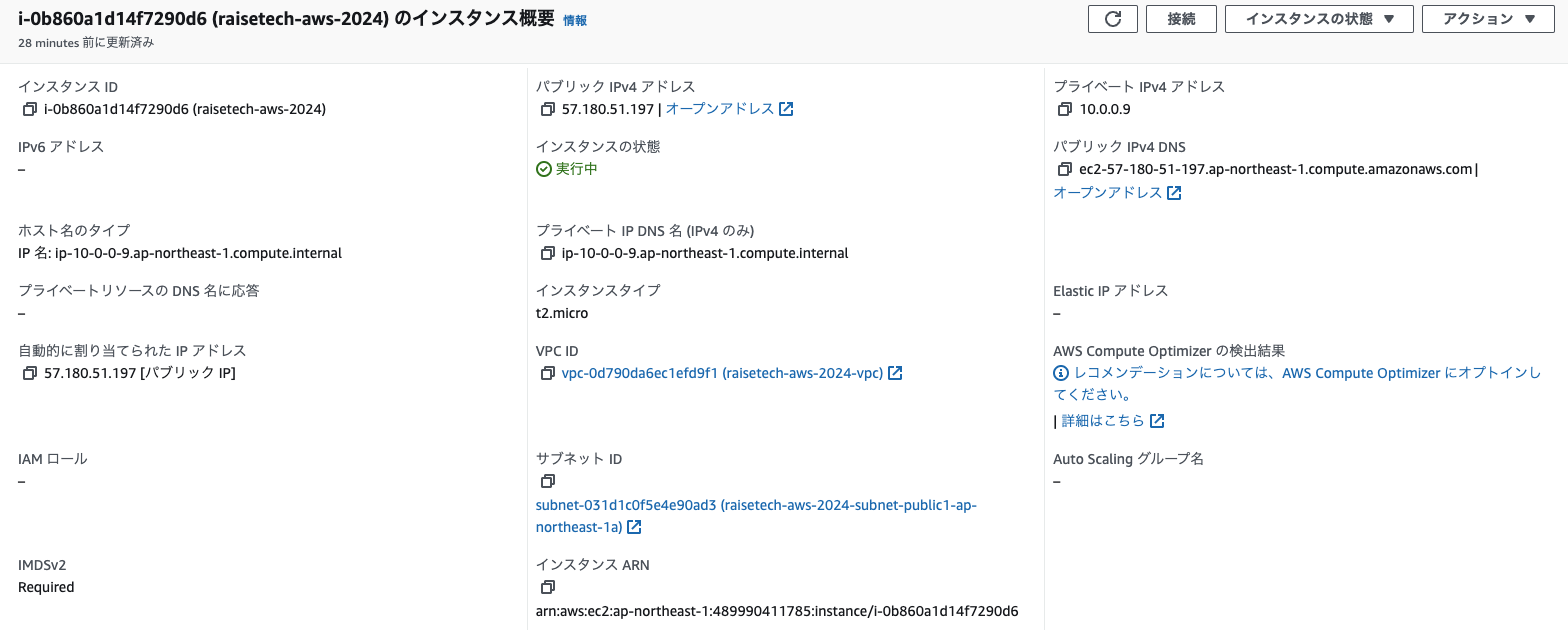 i-0b860a1d14f7290d6 (raisetech-aws-2024) のインスタンス概要 情報
28 minutes 前に更新済み
接続
インスタンスの状態
アクション
インスタンス ID
i-0b860a1d14f7290d6 (raisetech-aws-2024)
パブリック IPv4 アドレス
57.180.51.197 | オープンアドレス
プライベート IPv4 アドレス
10.0.0.9
IPv6 アドレス
–
インスタンスの状態
実行中
パブリック IPv4 DNS
ec2-57-180-51-197.ap-northeast-1.compute.amazonaws.com |
オープンアドレス
ホスト名のタイプ
IP 名: ip-10-0-0-9.ap-northeast-1.compute.internal
プライベート IP DNS 名 (IPv4 のみ)
ip-10-0-0-9.ap-northeast-1.compute.internal
プライベートリソースの DNS 名に応答
–
インスタンスタイプ
t2.micro
Elastic IP アドレス
–
自動的に割り当てられた IP アドレス
57.180.51.197 [パブリック IP]
VPC ID
vpc-0d790da6ec1efd9f1 (raisetech-aws-2024-vpc)
AWS Compute Optimizer の検出結果
レコメンデーションについては、AWS Compute Optimizer にオプトインし
てください。
| 詳細はこちら
IAM ロール
–
サブネット ID
subnet-031d1c0f5e4e90ad3 (raisetech-aws-2024-subnet-public1-ap-
northeast-1a)
Auto Scaling グループ名
–
IMDSv2
Required
インスタンス ARN
arn:aws:ec2:ap-northeast-1:489990411785:instance/i-0b860a1d14f7290d6